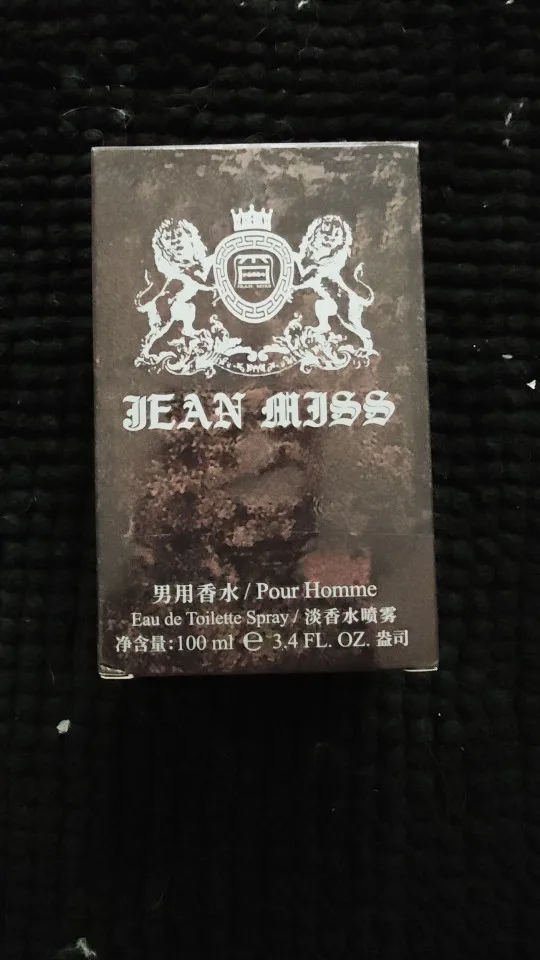 JEAN MISS
男用香水 / Pour Homme
Eau de Toilette Spray / 淡香水喷雾
净含量:100 ml ℮ 3.4 FL. OZ. 盎司